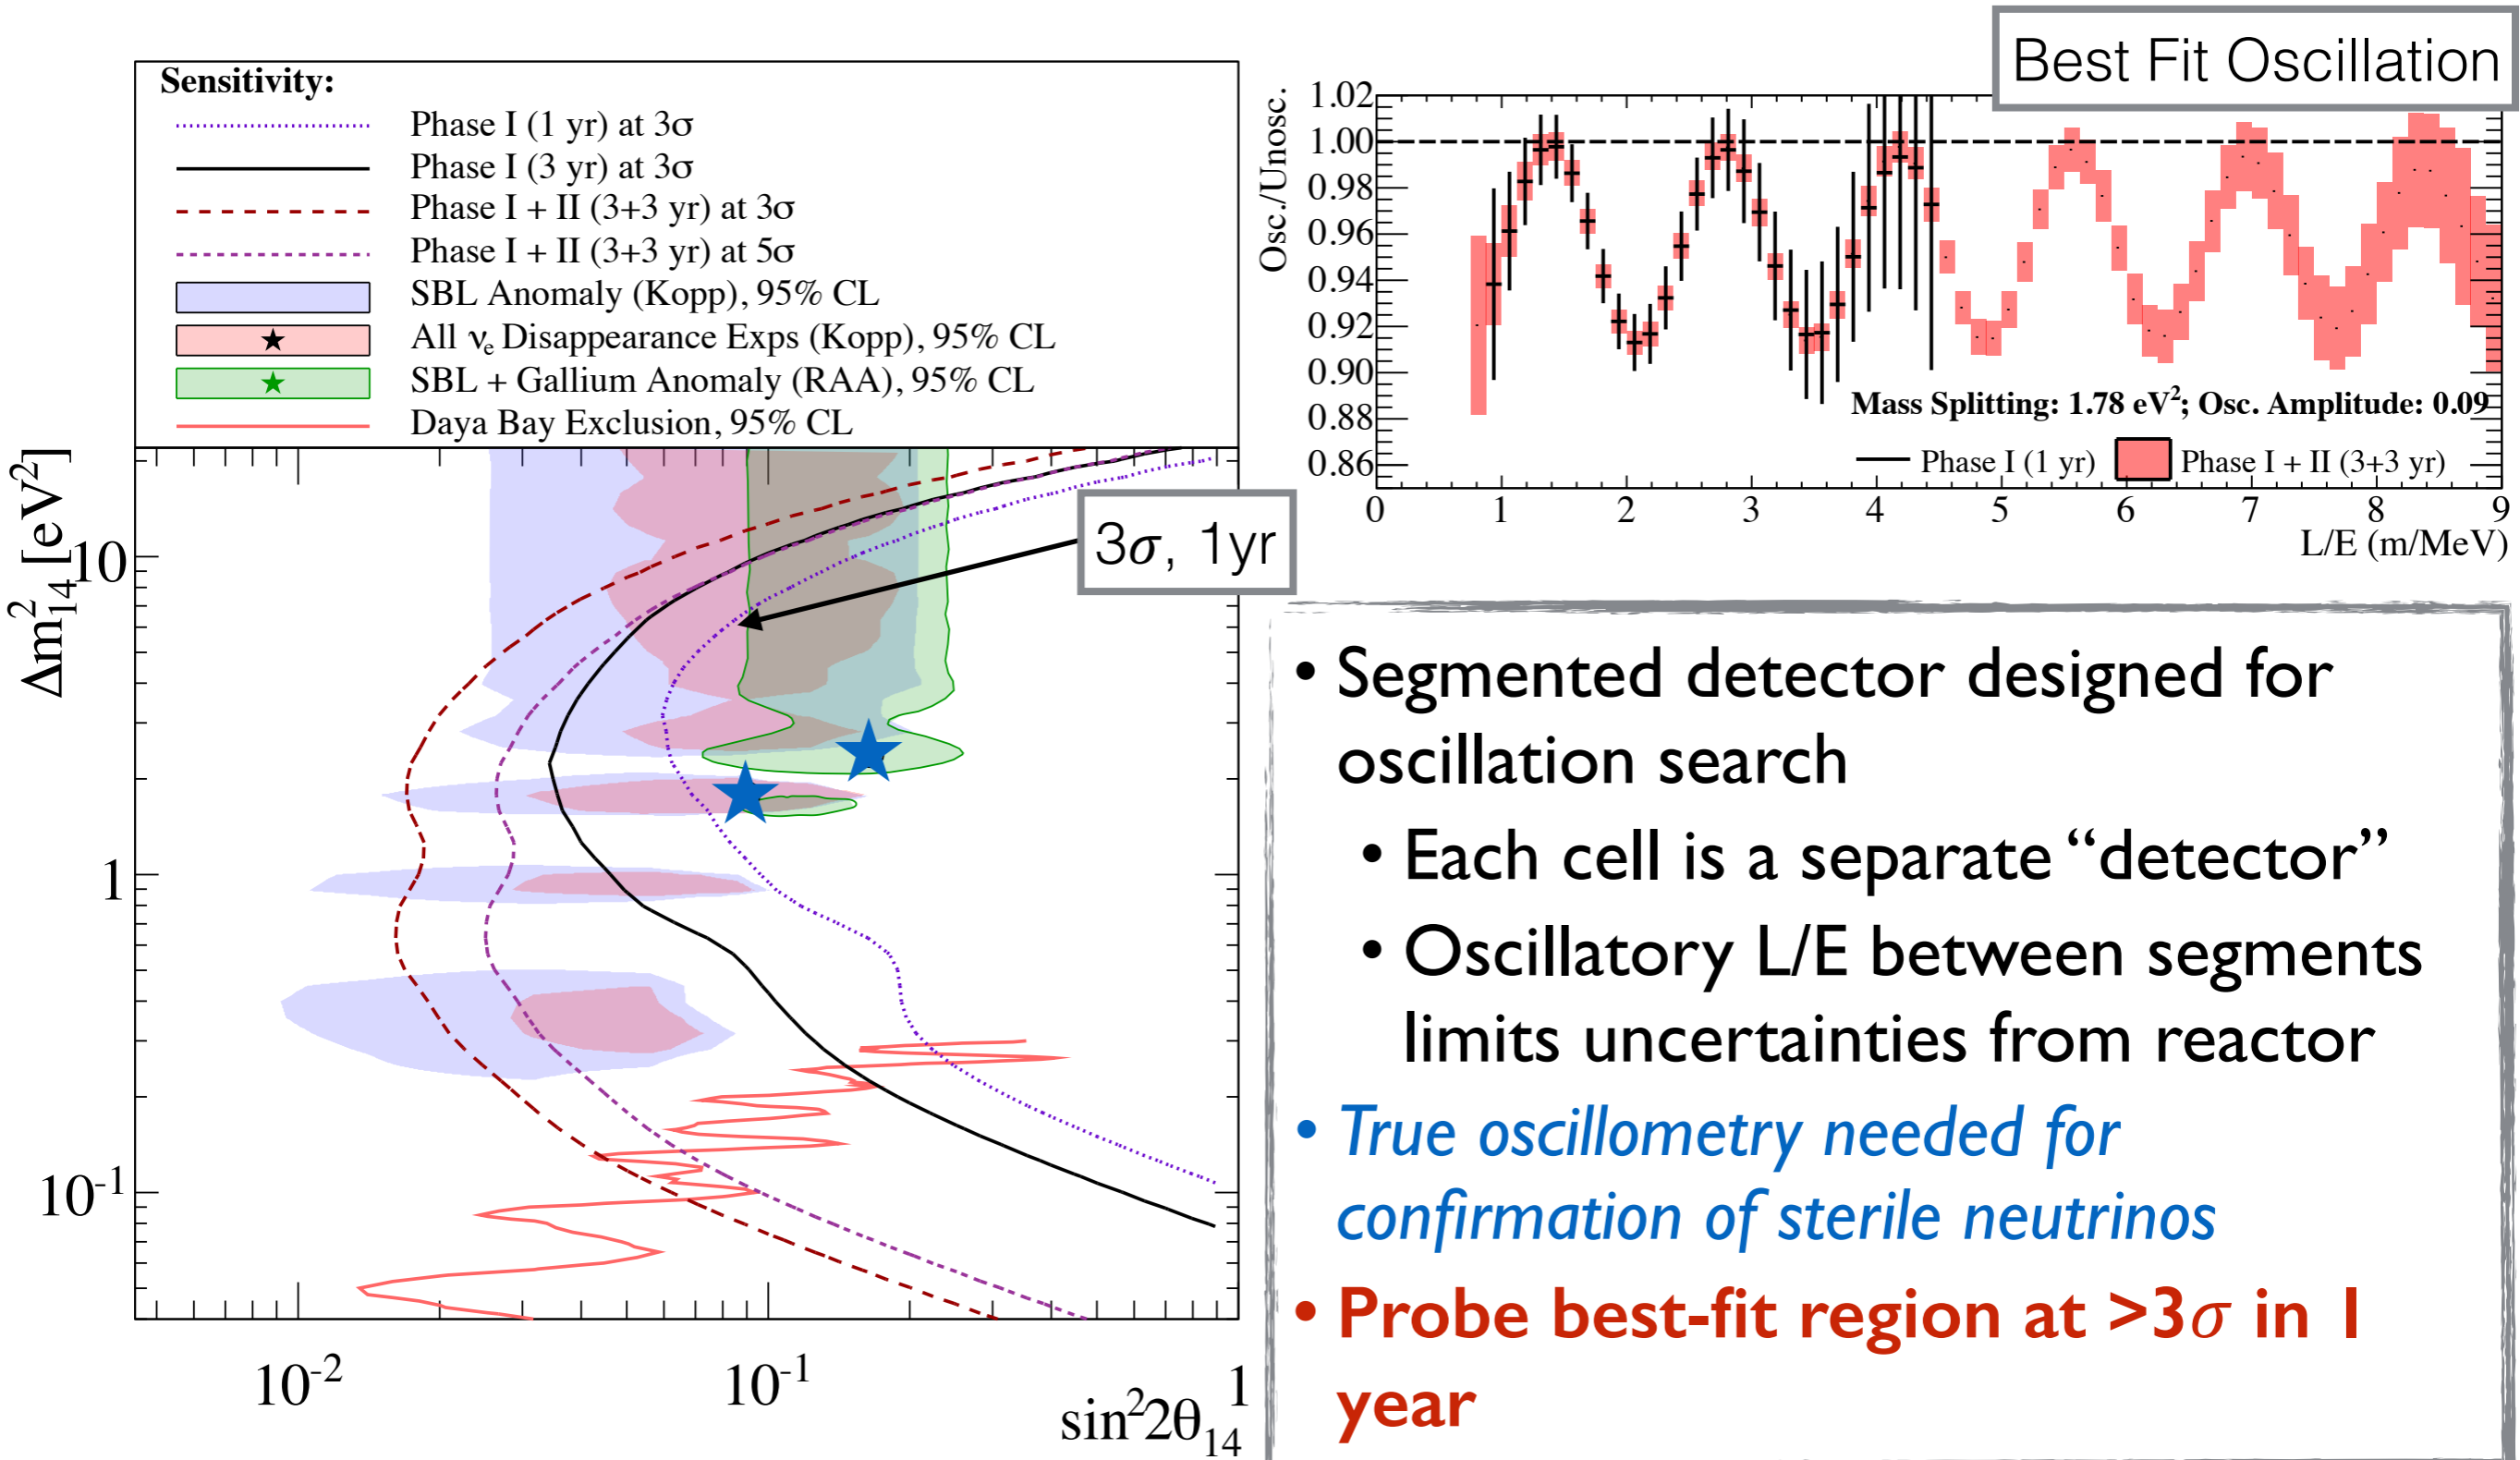 Sensitivity:
Phase I (1 yr) at 3σ
Phase I (3 yr) at 3σ
Phase I + II (3+3 yr) at 3σ
Phase I + II (3+3 yr) at 5σ
SBL Anomaly (Kopp), 95% CL
All νe Disappearance Exps (Kopp), 95% CL
SBL + Gallium Anomaly (RAA), 95% CL
Daya Bay Exclusion, 95% CL
Δm²₁₄ [eV²]
10
1
10⁻¹
10⁻²
10⁻¹
1
sin²2θ₁₄
3σ, 1yr
Best Fit Oscillation
Osc./Unosc.
1.02
1.00
0.98
0.96
0.94
0.92
0.90
0.88
0.86
Mass Splitting: 1.78 eV²; Osc. Amplitude: 0.09
Phase I (1 yr)
Phase I + II (3+3 yr)
0 1 2 3 4 5 6 7 8 9
L/E (m/MeV)
• Segmented detector designed for
oscillation search
• Each cell is a separate “detector”
• Oscillatory L/E between segments
limits uncertainties from reactor
• True oscillometry needed for
confirmation of sterile neutrinos
• Probe best-fit region at >3σ in 1
year